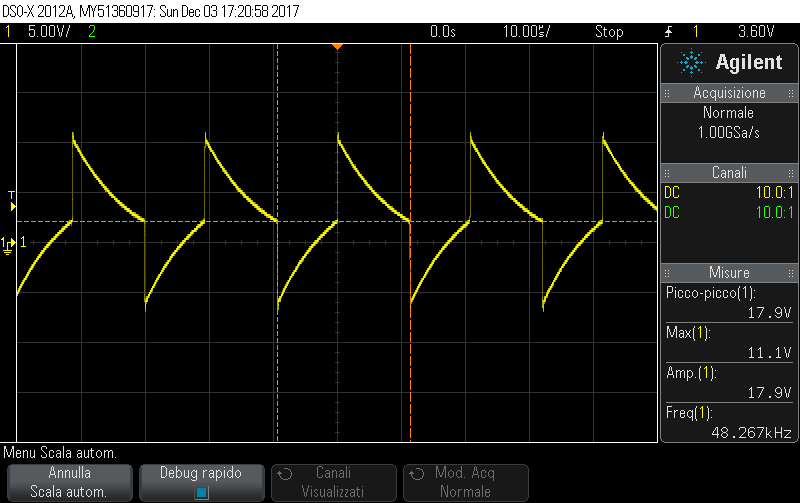 DSO-X 2012A, MY51360917: Sun Dec 03 17:20:58 2017
1 5.00V/ 2 0.0s 10.00us/ Stop 1 3.60V
Agilent
Acquisizione
Normale
1.00GSa/s
Canali
DC 10.0:1
DC 10.0:1
Misure
Picco-picco(1):
17.9V
Max(1):
11.1V
Amp.(1):
17.9V
Freq(1):
48.267kHz
T
1 1
Menu Scala autom.
Annulla
Scala autom.
Debug rapido
Canali
Visualizzati
Mod. Acq
Normale